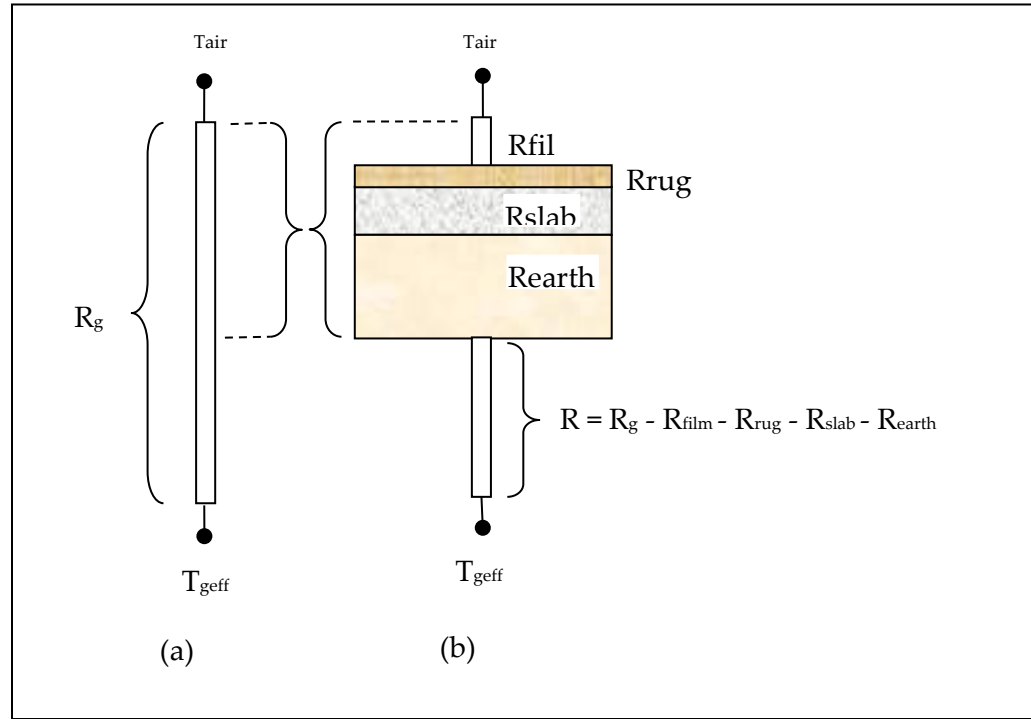 Tair
Tair
Rfil
Rrug
Rslab
Rearth
Rg
R = Rg - Rfilm - Rrug - Rslab - Rearth
Tgeff
Tgeff
(a)
(b)